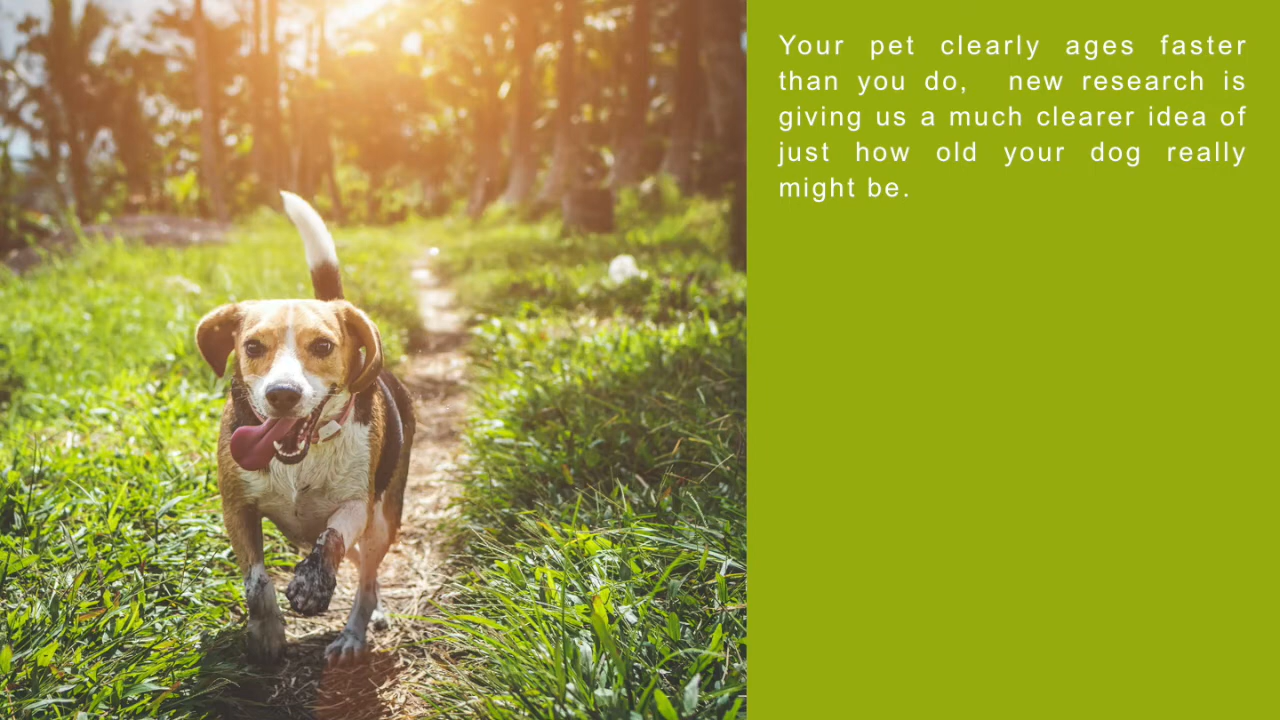 Your pet clearly ages faster
than you do, new research is
giving us a much clearer idea of
just how old your dog really
might be.